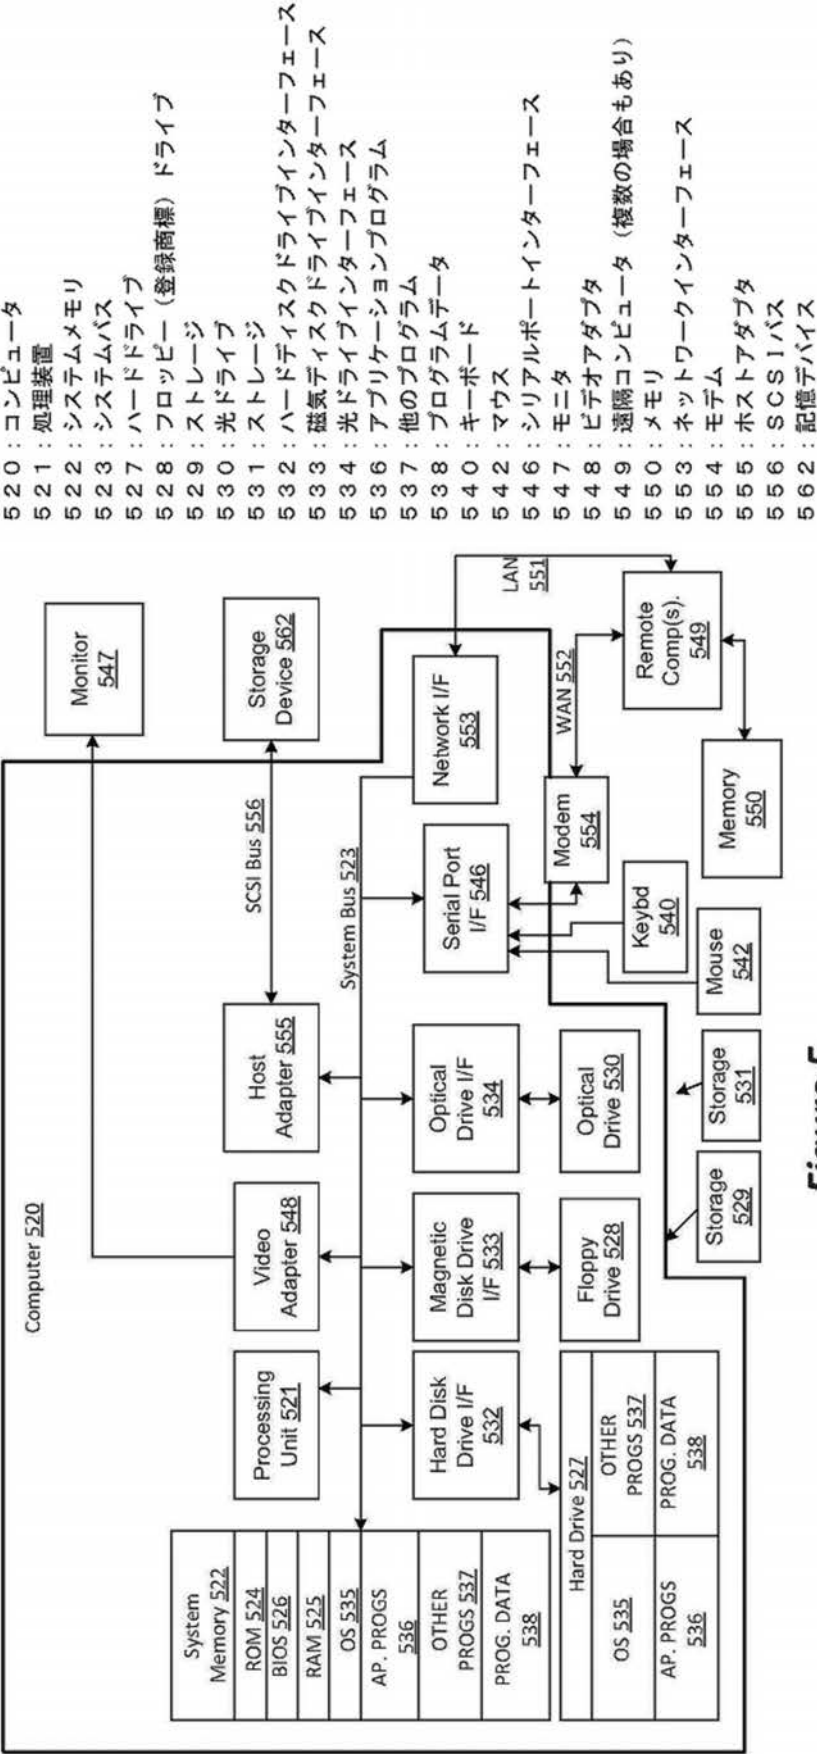 Computer 520
Monitor
547
System
Memory 522
ROM 524
BIOS 526
RAM 525
OS 535
AP. PROGS
536
OTHER
PROGS 537
PROG. DATA
538
Processing
Unit 521
Video
Adapter 548
Host
Adapter 555
SCSI Bus 556
Storage
Device 562
System Bus 523
Hard Disk
Drive I/F
532
Magnetic
Disk Drive
I/F 533
Optical
Drive I/F
534
Serial Port
I/F 546
Network I/F
553
LAN
551
Hard Drive 527
OS 535
OTHER
PROGS 537
AP. PROGS
536
PROG. DATA
538
Floppy
Drive 528
Optical
Drive 530
Modem
554
WAN 552
Keybd
540
Remote
Comp(s).
549
Storage
529
Storage
531
Mouse
542
Memory
550
520：コンピュータ
521：処理装置
522：システムメモリ
523：システムバス
527：ハードドライブ
528：フロッピー（登録商標）ドライブ
529：ストレージ
530：光ドライブ
531：ストレージ
532：ハードディスクドライブインターフェース
533：磁気ディスクドライブインターフェース
534：光ドライブインターフェース
536：アプリケーションプログラム
537：他のプログラム
538：プログラムデータ
540：キーボード
542：マウス
546：シリアルポートインターフェース
547：モニタ
548：ビデオアダプタ
549：遠隔コンピュータ（複数の場合もあり）
550：メモリ
553：ネットワークインターフェース
554：モデム
555：ホストアダプタ
556：SCSIバス
562：記憶デバイス